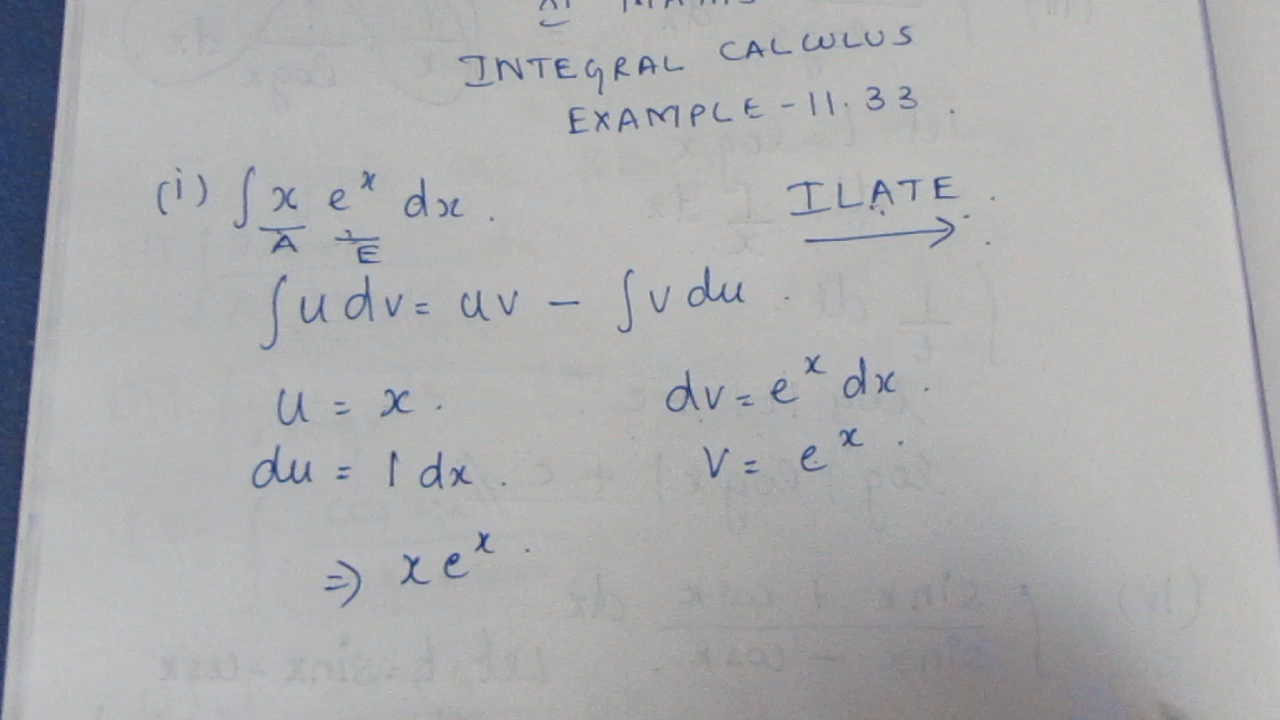 INTEGRAL CALCULUS
EXAMPLE - 11.33.
(i) ∫ x e^x dx. ILATE.
A E
∫ u dv = uv - ∫ v du.
u = x. dv = e^x dx.
du = 1 dx. v = e^x.
⇒ x e^x.